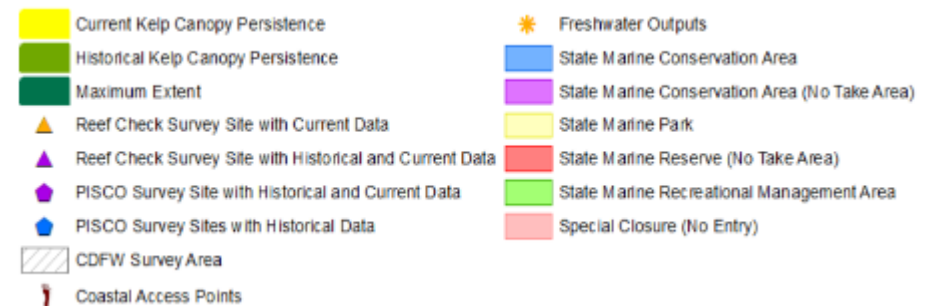 Current Kelp Canopy Persistence
Historical Kelp Canopy Persistence
Maximum Extent
Reef Check Survey Site with Current Data
Reef Check Survey Site with Historical and Current Data
PISCO Survey Site with Historical and Current Data
PISCO Survey Sites with Historical Data
CDFW Survey Area
Coastal Access Points
Freshwater Outputs
State Marine Conservation Area
State Marine Conservation Area (No Take Area)
State Marine Park
State Marine Reserve (No Take Area)
State Marine Recreational Management Area
Special Closure (No Entry)